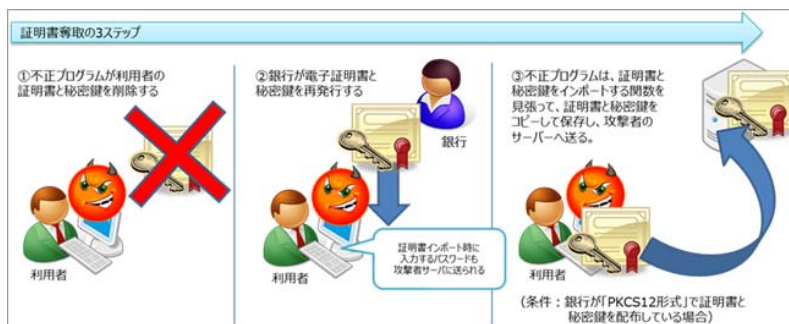 証明書奪取の3ステップ
①不正プログラムが利用者の
証明書と秘密鍵を削除する
利用者
②銀行が電子証明書と
秘密鍵を再発行する
銀行
利用者
証明書インポート時に
入力するパスワードも
攻撃者サーバに送られる
③不正プログラムは、証明書と
秘密鍵をインポートする関数を
見張って、証明書と秘密鍵を
コピーして保存し、攻撃者の
サーバーへ送る。
利用者
(条件：銀行が「PKCS12形式」で証明書と
秘密鍵を配布している場合)